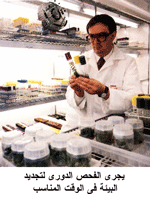 يجرى الفحص الدورى لتجديد
البيئة فى الوقت المناسب